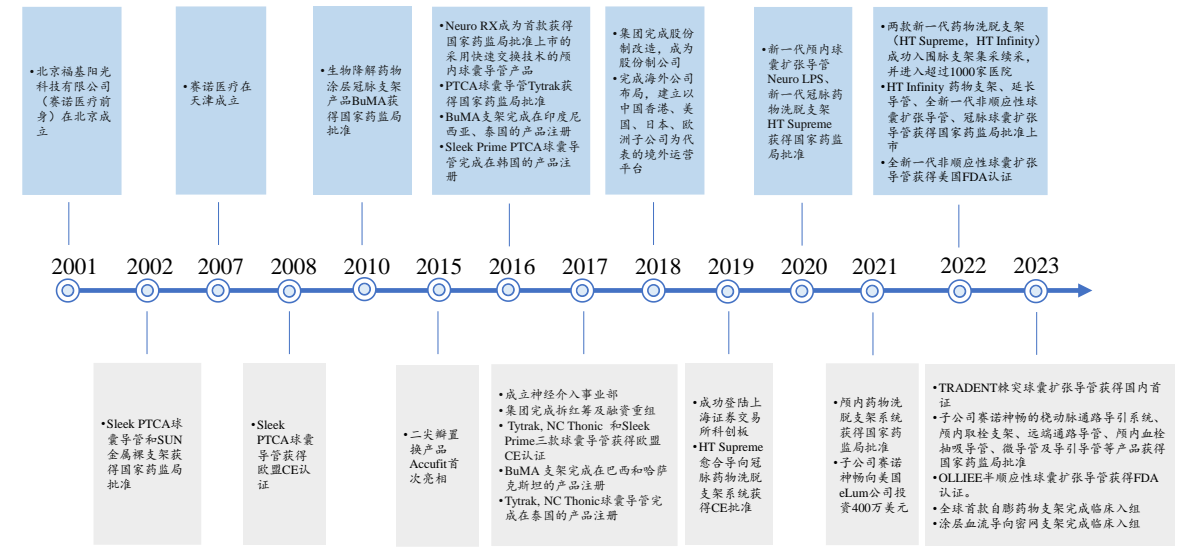 •北京福基阳光
科技有限公司
（赛诺医疗前
身）在北京成
立
•赛诺医疗在
天津成立
•生物降解药物
涂层冠脉支架
产品BuMA获
得国家药监局
批准
•Neuro RX成为首款获得
国家药监局批准上市的
采用快速交换技术的颅
内球囊导管产品
•PTCA球囊导管Tytrak获
得国家药监局批准
•BuMA支架完成在印度尼
西亚、泰国的产品注册
•Sleek Prime PTCA球囊导
管完成在韩国的产品注
册
•集团完成股份
制改造，成为
股份制公司
•完成海外公司
布局，建立以
中国香港、美
国、日本、欧
洲子公司为代
表的境外运营
平台
•新一代颅内球
囊扩张导管
Neuro LPS、
新一代冠脉药
物洗脱支架
HT Supreme
获得国家药监
局批准
•两款新一代药物洗脱支架
（HT Supreme，HT Infinity）
成功入围脉支架集采续采，
并进入超过1000家医院
•HT Infinity 药物支架、延长
导管、全新一代非顺应性球
囊扩张导管、冠脉球囊扩张
导管获得国家药监局批准上
市
•全新一代非顺应性球囊扩张
导管获得美国FDA认证
2001 2002 2007 2008 2010 2015 2016 2017 2018 2019 2020 2021 2022 2023
•Sleek PTCA球
囊导管和SUN
金属裸支架获
得国家药监局
批准
•Sleek
PTCA球囊
导管获得
欧盟CE认
证
•二尖瓣置
换产品
Accufit首
次亮相
•成立神经介入事业部
•集团完成拆红筹及融资重组
•Tytrak, NC Thonic 和Sleek
Prime三款球囊导管获得欧盟
CE认证
•BuMA 支架完成在巴西和哈萨
克斯坦的产品注册
•Tytrak, NC Thonic球囊导管完
成在泰国的产品注册
•成功登陆上
海证券交易
所科创板
•HT Supreme
愈合导向冠
脉药物洗脱
支架系统获
得CE批准
•颅内药物洗
脱支架系统
获得国家药
监局批准
•子公司赛诺
神畅向美国
eLum公司投
资400万美元
•TRADENT棘突球囊扩张导管获得国内首
证
•子公司赛诺神畅的桡动脉通路导引系统、
颅内取栓支架、远端通路导管、颅内血栓
抽吸导管、微导管及导引导管等产品获得
国家药监局批准
•OLLIEE半顺应性球囊扩张导管获得FDA
认证。
•全球首款自膨药物支架完成临床入组
•涂层血流导向密网支架完成临床入组